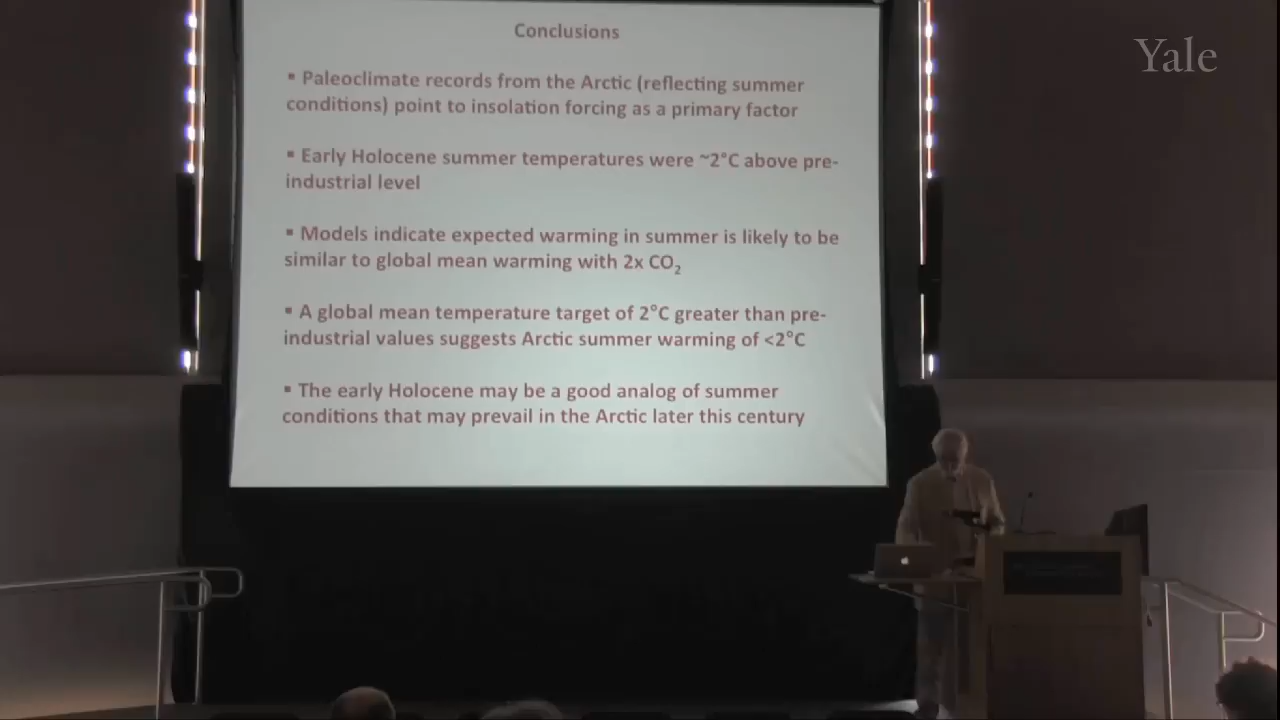 Conclusions
▪ Paleoclimate records from the Arctic (reflecting summer
conditions) point to insolation forcing as a primary factor
▪ Early Holocene summer temperatures were ~2°C above pre-
industrial level
▪ Models indicate expected warming in summer is likely to be
similar to global mean warming with 2x CO₂
▪ A global mean temperature target of 2°C greater than pre-
industrial values suggests Arctic summer warming of <2°C
▪ The early Holocene may be a good analog of summer
conditions that may prevail in the Arctic later this century
Yale